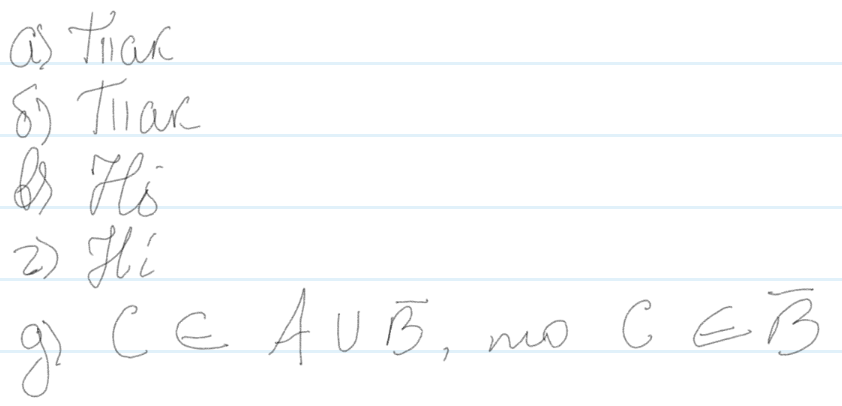 а) Так
б) Так
в) Ні
г) Ні
д) C ∈ A ∪ B̅, то C ∈ B̅